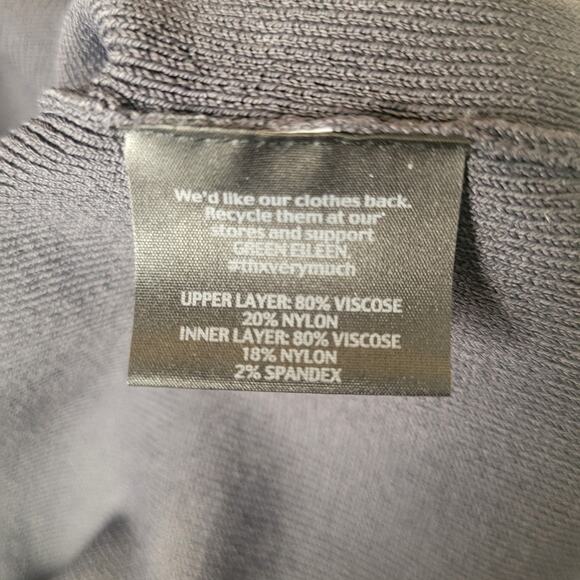 We'd like our clothes back.
Recycle them at our
stores and support
GREEN EILEEN.
#thxverymuch
UPPER LAYER: 80% VISCOSE
20% NYLON
INNER LAYER: 80% VISCOSE
18% NYLON
2% SPANDEX